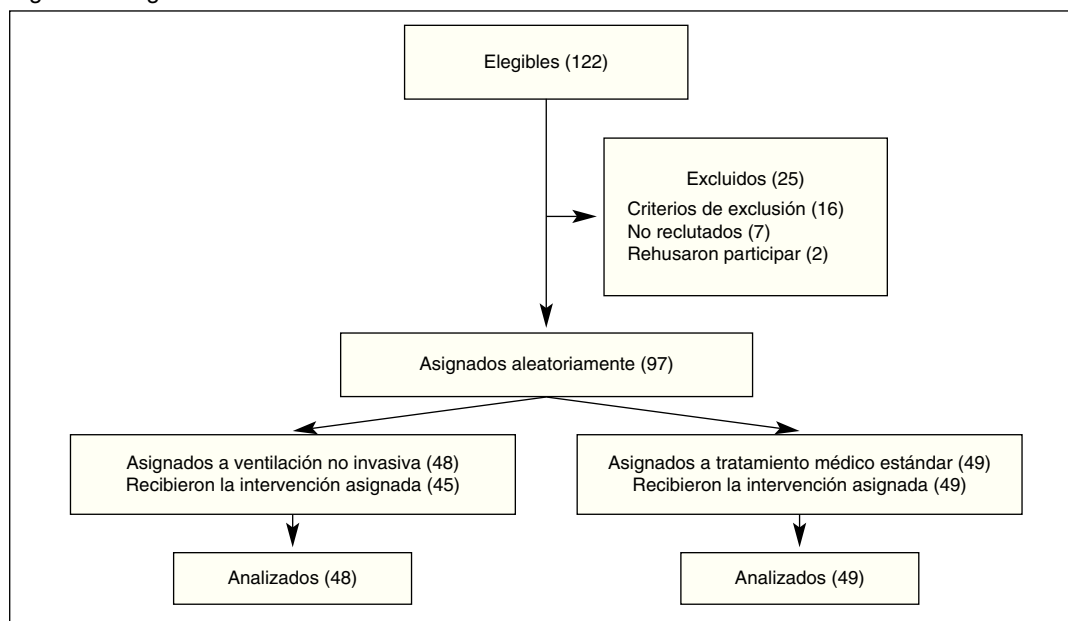 Elegibles (122)
Excluidos (25)
Criterios de exclusión (16)
No reclutados (7)
Rehusaron participar (2)
Asignados aleatoriamente (97)
Asignados a ventilación no invasiva (48)
Recibieron la intervención asignada (45)
Asignados a tratamiento médico estándar (49)
Recibieron la intervención asignada (49)
Analizados (48)
Analizados (49)